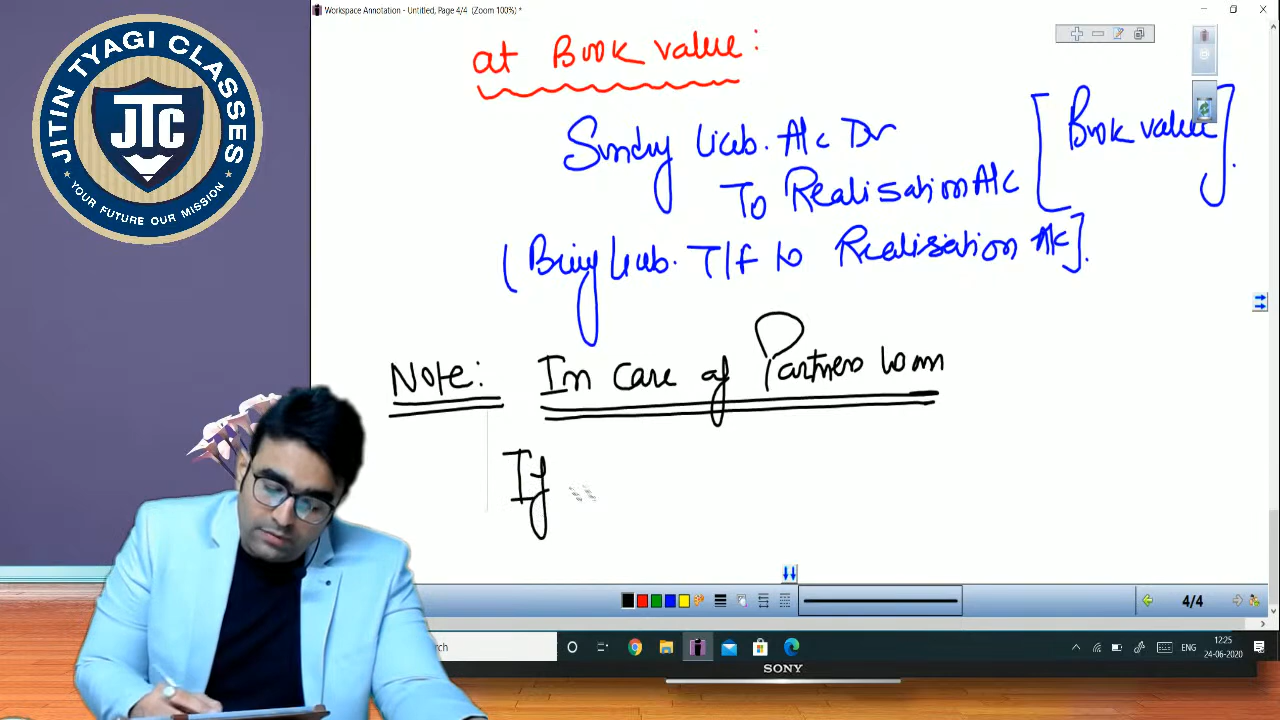 Workspace Annotation - Untitled, Page 4/4 (Zoom 100%) *
JITIN TYAGI CLASSES
JTC
YOUR FUTURE OUR MISSION
at Book value:
Sundry Liab. A/c Dr
To Realisation A/c
[Book value].
(Being Liab. T/f to Realisation A/c].
Note: In Case of Partners loan
If
4/4
rch
ENG
12:25
24-06-2020
SONY